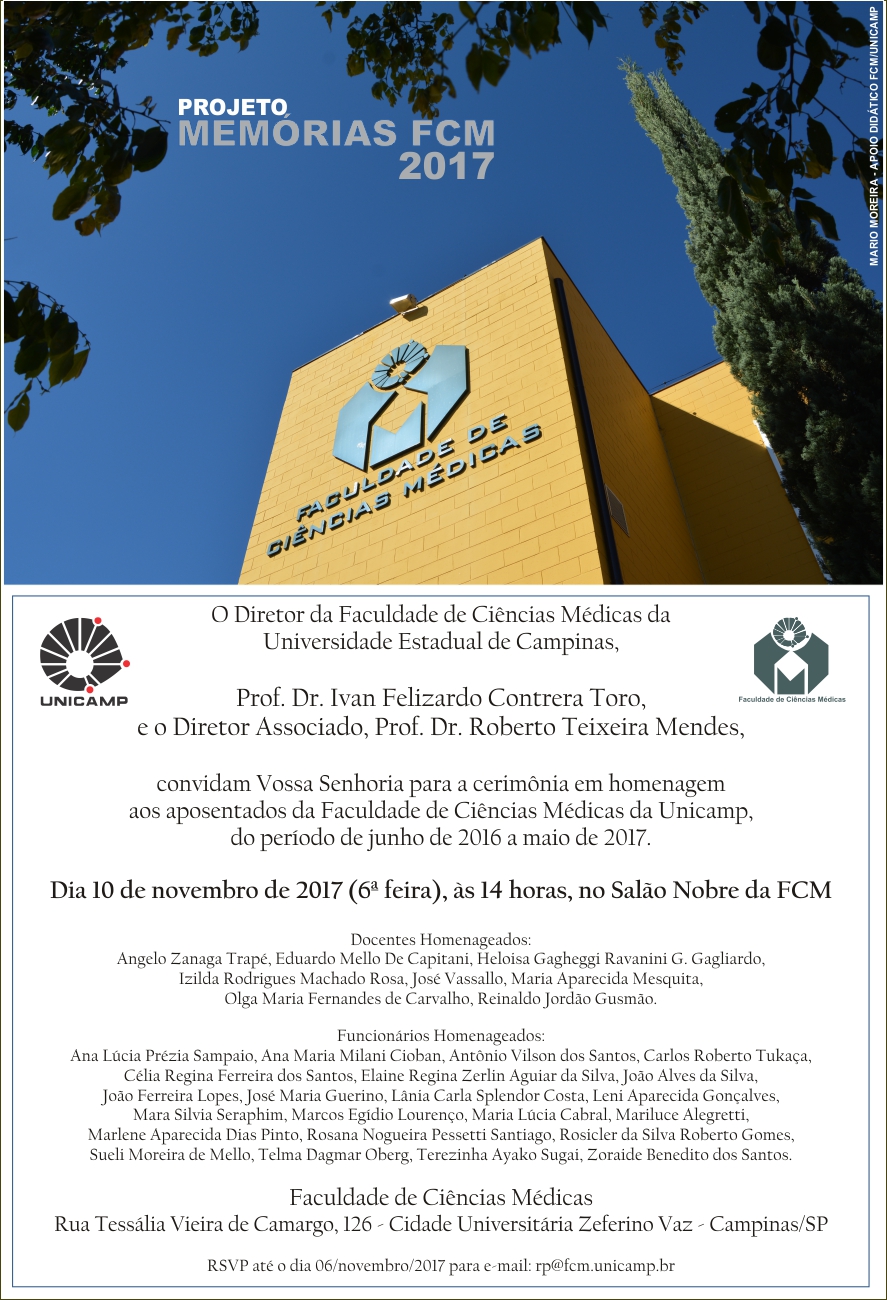 MARIO MOREIRA - APOIO DIDÁTICO FCM/UNICAMP
PROJETO
MEMÓRIAS FCM
2017
FACULDADE DE
CIÊNCIAS MÉDICAS
UNICAMP
Faculdade de Ciências Médicas
O Diretor da Faculdade de Ciências Médicas da
Universidade Estadual de Campinas,
Prof. Dr. Ivan Felizardo Contrera Toro,
e o Diretor Associado, Prof. Dr. Roberto Teixeira Mendes,
convidam Vossa Senhoria para a cerimônia em homenagem
aos aposentados da Faculdade de Ciências Médicas da Unicamp,
do período de junho de 2016 a maio de 2017.
Dia 10 de novembro de 2017 (6ª feira), às 14 horas, no Salão Nobre da FCM
Docentes Homenageados:
Angelo Zanaga Trapé, Eduardo Mello De Capitani, Heloisa Gagheggi Ravanini G. Gagliardo,
Izilda Rodrigues Machado Rosa, José Vassallo, Maria Aparecida Mesquita,
Olga Maria Fernandes de Carvalho, Reinaldo Jordão Gusmão.
Funcionários Homenageados:
Ana Lúcia Prézia Sampaio, Ana Maria Milani Cioban, Antônio Vilson dos Santos, Carlos Roberto Tukaça,
Célia Regina Ferreira dos Santos, Elaine Regina Zerlin Aguiar da Silva, João Alves da Silva,
João Ferreira Lopes, José Maria Guerino, Lânia Carla Splendor Costa, Leni Aparecida Gonçalves,
Mara Silvia Seraphim, Marcos Egídio Lourenço, Maria Lúcia Cabral, Mariluce Alegretti,
Marlene Aparecida Dias Pinto, Rosana Nogueira Pessetti Santiago, Rosicler da Silva Roberto Gomes,
Sueli Moreira de Mello, Telma Dagmar Oberg, Terezinha Ayako Sugai, Zoraide Benedito dos Santos.
Faculdade de Ciências Médicas
Rua Tessália Vieira de Camargo, 126 - Cidade Universitária Zeferino Vaz - Campinas/SP
RSVP até o dia 06/novembro/2017 para e-mail: rp@fcm.unicamp.br